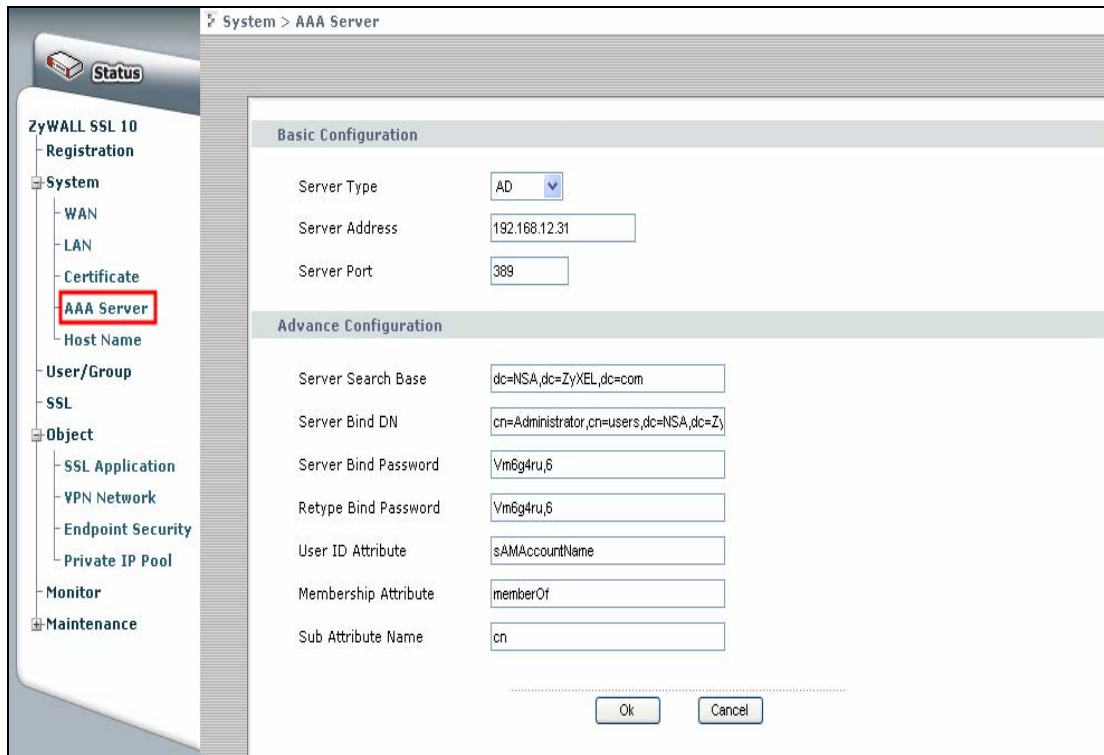 System > AAA Server
Status
ZyWALL SSL 10
Registration
System
WAN
LAN
Certificate
AAA Server
Host Name
User/Group
SSL
Object
SSL Application
VPN Network
Endpoint Security
Private IP Pool
Monitor
Maintenance
Basic Configuration
Server Type AD
Server Address 192.168.12.31
Server Port 389
Advance Configuration
Server Search Base dc=NSA,dc=ZyXEL,dc=com
Server Bind DN cn=Administrator,cn=users,dc=NSA,dc=Zy
Server Bind Password Vm6g4ru,6
Retype Bind Password Vm6g4ru,6
User ID Attribute sAMAccountName
Membership Attribute memberOf
Sub Attribute Name cn
Ok Cancel